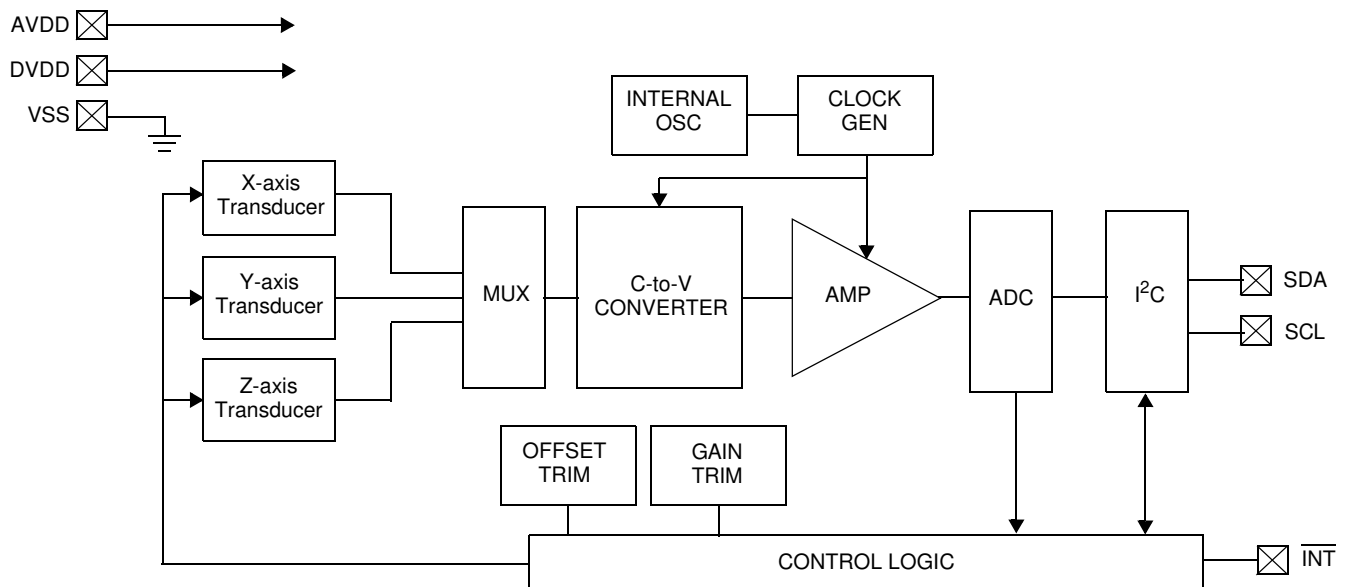 AVDD
DVDD
VSS
INTERNAL
OSC
CLOCK
GEN
X-axis
Transducer
Y-axis
Transducer
Z-axis
Transducer
MUX
C-to-V
CONVERTER
AMP
ADC
I²C
SDA
SCL
OFFSET
TRIM
GAIN
TRIM
CONTROL LOGIC
I̅N̅T̅